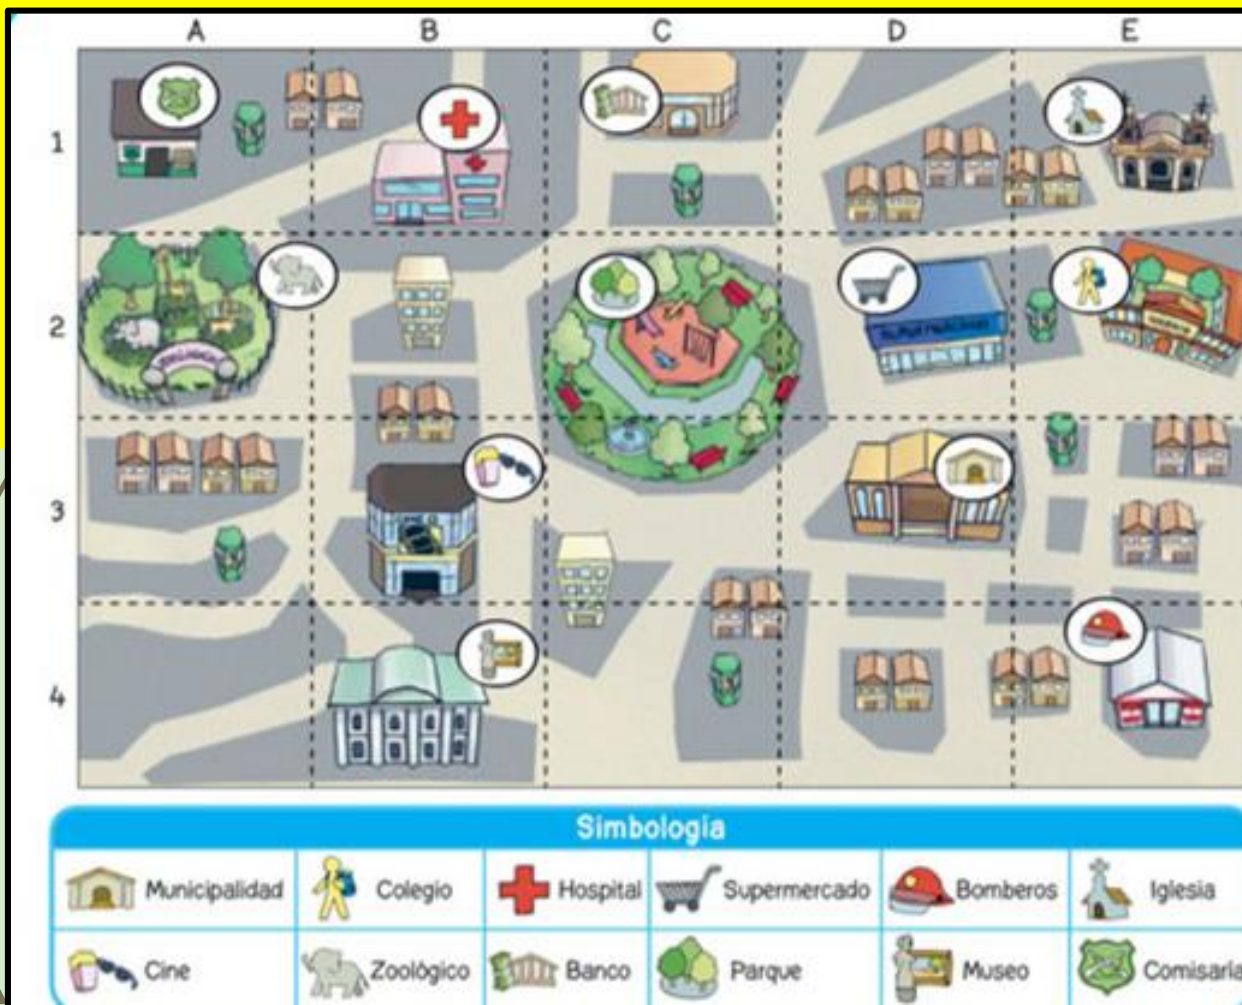 A B C D E
1
2
3
4
Simbología
Municipalidad Colegio Hospital Supermercado Bomberos Iglesia
Cine Zoológico Banco Parque Museo Comisaría